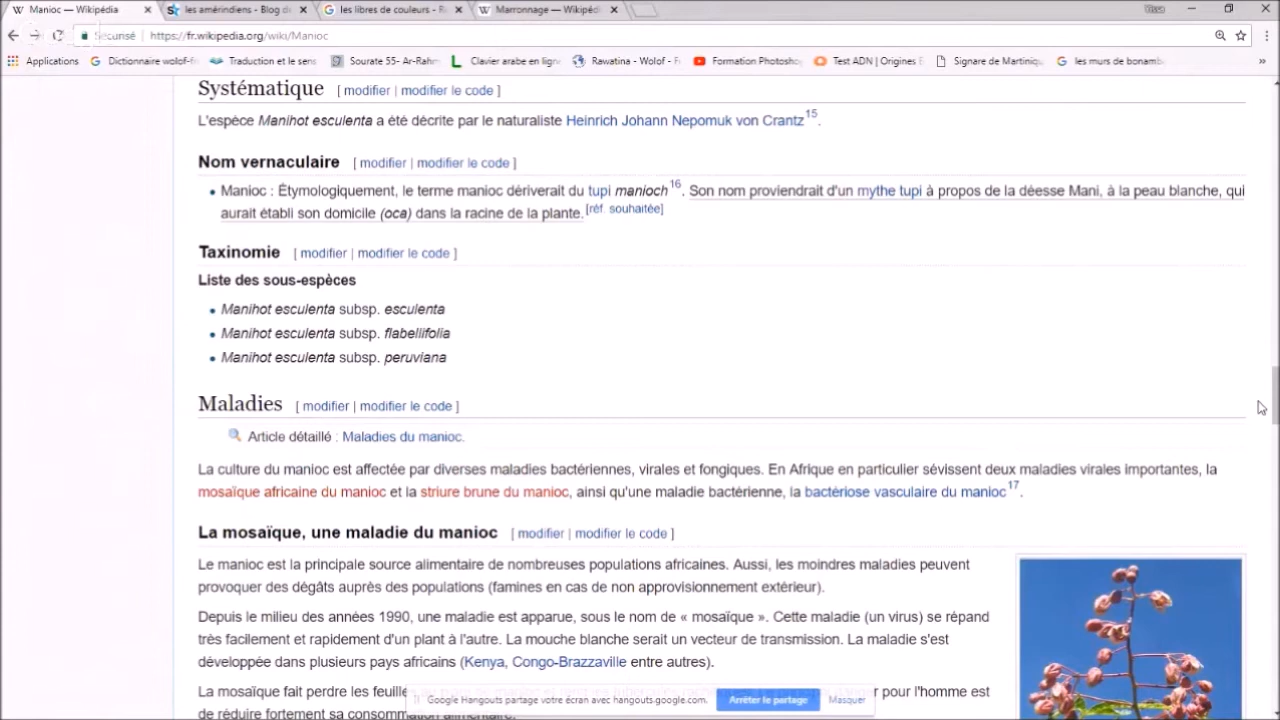 Manioc — Wikipédia
les amérindiens - Blog d
les libres de couleurs - R
Marronnage — Wikipédi
Sécurisé
https://fr.wikipedia.org/wiki/Manioc
Applications
Dictionnaire wolof-f
Traduction et le sens
Sourate 55- Ar-Rahm
Clavier arabe en ligne
Rawatina - Wolof - F
Formation Photosho
Test ADN | Origines E
Signare de Martiniqu
les murs de bonamb
»
Systématique [ modifier | modifier le code ]
L'espèce Manihot esculenta a été décrite par le naturaliste Heinrich Johann Nepomuk von Crantz15.
Nom vernaculaire [ modifier | modifier le code ]
• Manioc : Étymologiquement, le terme manioc dériverait du tupi manioch16. Son nom proviendrait d'un mythe tupi à propos de la déesse Mani, à la peau blanche, qui
aurait établi son domicile (oca) dans la racine de la plante.[réf. souhaitée]
Taxinomie [ modifier | modifier le code ]
Liste des sous-espèces
• Manihot esculenta subsp. esculenta
• Manihot esculenta subsp. flabellifolia
• Manihot esculenta subsp. peruviana
Maladies [ modifier | modifier le code ]
Article détaillé : Maladies du manioc.
La culture du manioc est affectée par diverses maladies bactériennes, virales et fongiques. En Afrique en particulier sévissent deux maladies virales importantes, la
mosaïque africaine du manioc et la striure brune du manioc, ainsi qu'une maladie bactérienne, la bactériose vasculaire du manioc17.
La mosaïque, une maladie du manioc [ modifier | modifier le code ]
Le manioc est la principale source alimentaire de nombreuses populations africaines. Aussi, les moindres maladies peuvent
provoquer des dégâts auprès des populations (famines en cas de non approvisionnement extérieur).
Depuis le milieu des années 1990, une maladie est apparue, sous le nom de « mosaïque ». Cette maladie (un virus) se répand
très facilement et rapidement d'un plant à l'autre. La mouche blanche serait un vecteur de transmission. La maladie s'est
développée dans plusieurs pays africains (Kenya, Congo-Brazzaville entre autres).
La mosaïque fait perdre les feuille r pour l'homme est
Google Hangouts partage votre écran avec hangouts.google.com. Arrêter le partage Masquer
de réduire fortement sa consommation alimentaire.